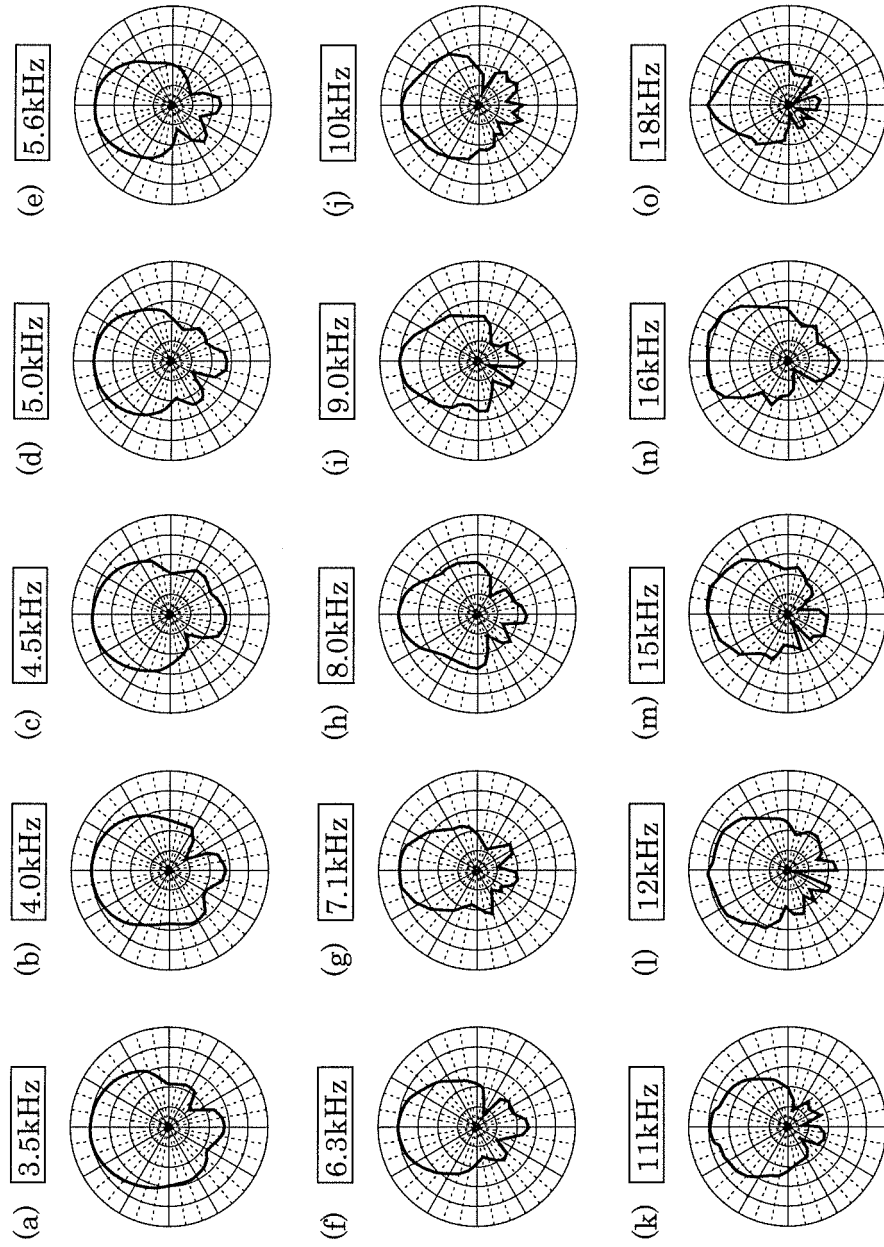 (a) 3.5kHz
(b) 4.0kHz
(c) 4.5kHz
(d) 5.0kHz
(e) 5.6kHz
(f) 6.3kHz
(g) 7.1kHz
(h) 8.0kHz
(i) 9.0kHz
(j) 10kHz
(k) 11kHz
(l) 12kHz
(m) 15kHz
(n) 16kHz
(o) 18kHz